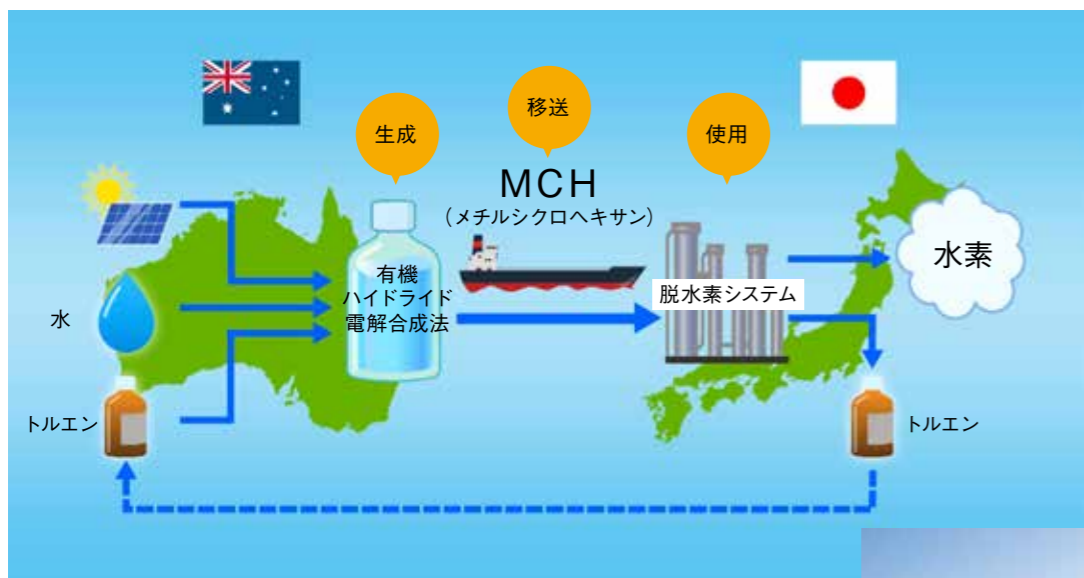 生成
移送
使用
MCH
（メチルシクロヘキサン）
有機
ハイドライド
電解合成法
脱水素システム
水素
水
トルエン
トルエン